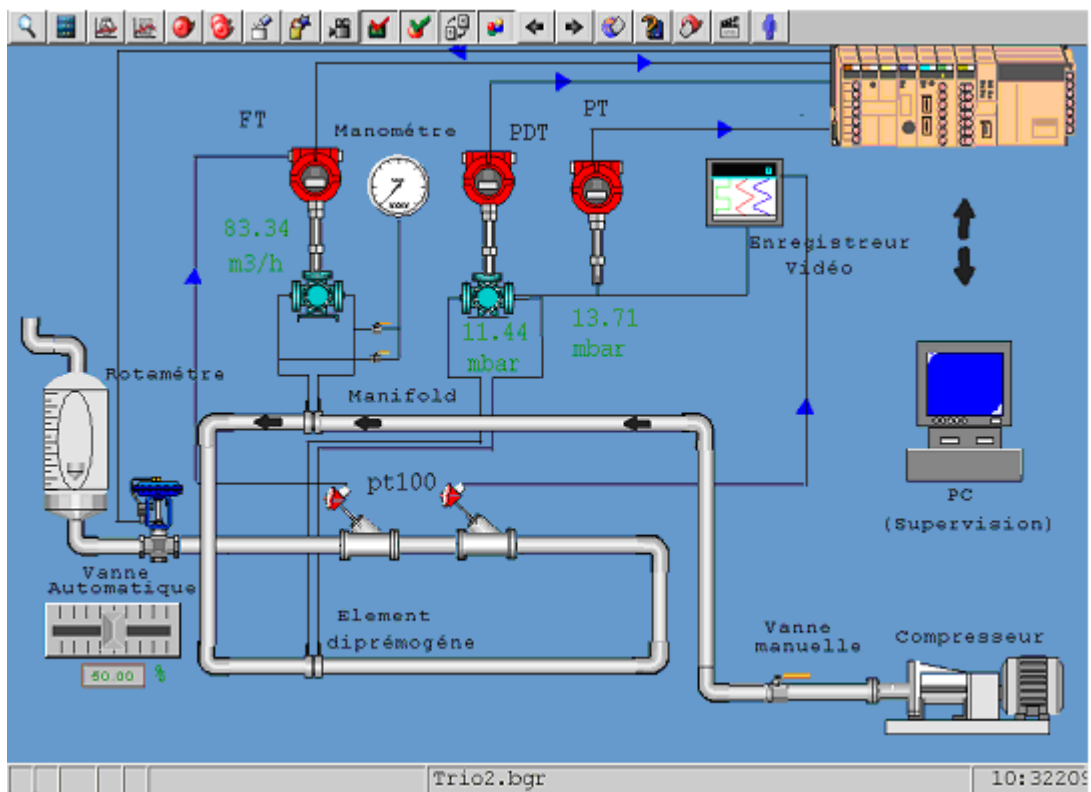 FT
Manométre
PDT
PT
83.34
m3/h
Enregistreur
Vidéo
11.44
mbar
13.71
mbar
Rotamétre
Manifold
pt100
PC
(Supervision)
Vanne
Automatique
Element
diprémogéne
Vanne
manuelle
Compresseur
50.00 %
Trio2.bgr
10:32209